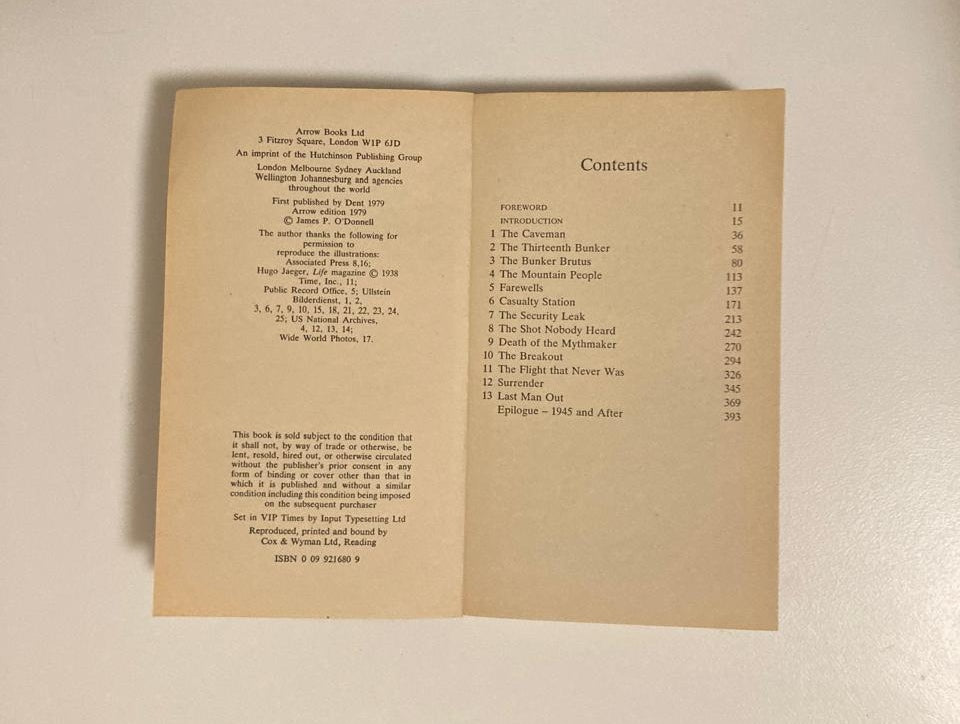 Arrow Books Ltd
3 Fitzroy Square, London W1P 6JD
An imprint of the Hutchinson Publishing Group
London Melbourne Sydney Auckland
Wellington Johannesburg and agencies
throughout the world
First published by Dent 1979
Arrow edition 1979
© James P. O'Donnell
The author thanks the following for
permission to
reproduce the illustrations:
Associated Press 8,16;
Hugo Jaeger, Life magazine © 1938
Time, Inc., 11;
Public Record Office, 5; Ullstein
Bilderdienst, 1, 2,
3, 6, 7, 9, 10, 15, 18, 21, 22, 23, 24,
25; US National Archives,
4, 12, 13, 14;
Wide World Photos, 17.
This book is sold subject to the condition that
it shall not, by way of trade or otherwise, be
lent, resold, hired out, or otherwise circulated
without the publisher's prior consent in any
form of binding or cover other than that in
which it is published and without a similar
condition including this condition being imposed
on the subsequent purchaser
Set in VIP Times by Input Typesetting Ltd
Reproduced, printed and bound by
Cox & Wyman Ltd, Reading
ISBN 0 09 921680 9
Contents
FOREWORD 11
INTRODUCTION 15
1 The Caveman 36
2 The Thirteenth Bunker 58
3 The Bunker Brutus 80
4 The Mountain People 113
5 Farewells 137
6 Casualty Station 171
7 The Security Leak 213
8 The Shot Nobody Heard 242
9 Death of the Mythmaker 270
10 The Breakout 294
11 The Flight that Never Was 326
12 Surrender 345
13 Last Man Out 369
Epilogue – 1945 and After 393